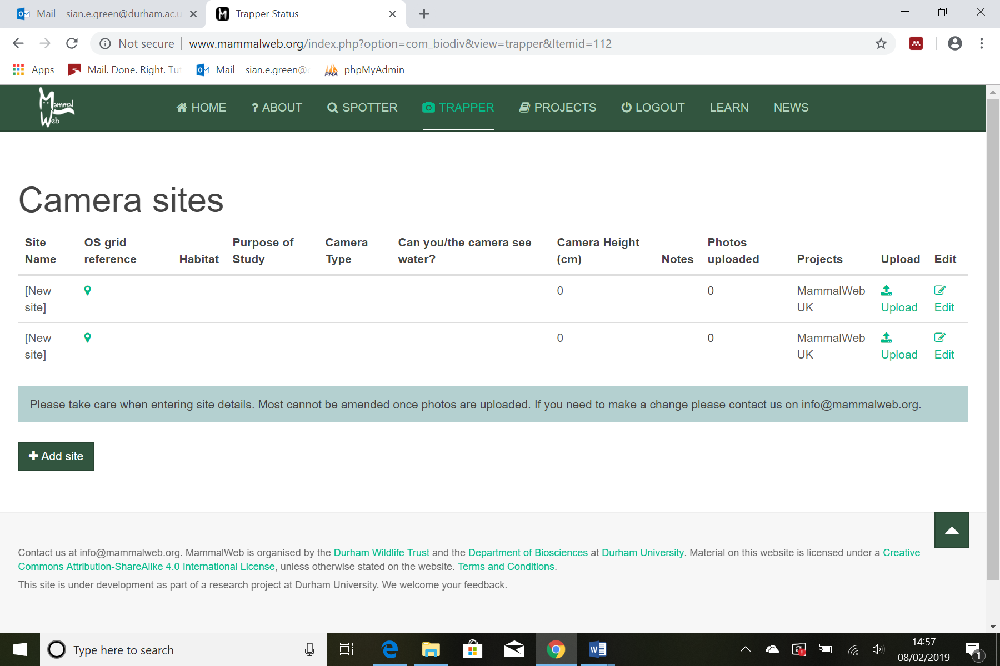 Mail – sian.e.green@durham.ac.u
Trapper Status
Not secure
www.mammalweb.org/index.php?option=com_biodiv&view=trapper&Itemid=112
Apps
Mail. Done. Right. Tu
Mail – sian.e.green@
PMA
phpMyAdmin
Mammal
Web
HOME
? ABOUT
SPOTTER
TRAPPER
PROJECTS
LOGOUT
LEARN
NEWS
Camera sites
Site Name
OS grid reference
Habitat
Purpose of Study
Camera Type
Can you/the camera see water?
Camera Height (cm)
Notes
Photos uploaded
Projects
Upload
Edit
[New site]
0
0
MammalWeb UK
Upload
Edit
[New site]
0
0
MammalWeb UK
Upload
Edit
Please take care when entering site details. Most cannot be amended once photos are uploaded. If you need to make a change please contact us on info@mammalweb.org.
+ Add site
Contact us at info@mammalweb.org. MammalWeb is organised by the Durham Wildlife Trust and the Department of Biosciences at Durham University. Material on this website is licensed under a Creative
Commons Attribution-ShareAlike 4.0 International License, unless otherwise stated on the website. Terms and Conditions.
This site is under development as part of a research project at Durham University. We welcome your feedback.
Type here to search
14:57
08/02/2019
1